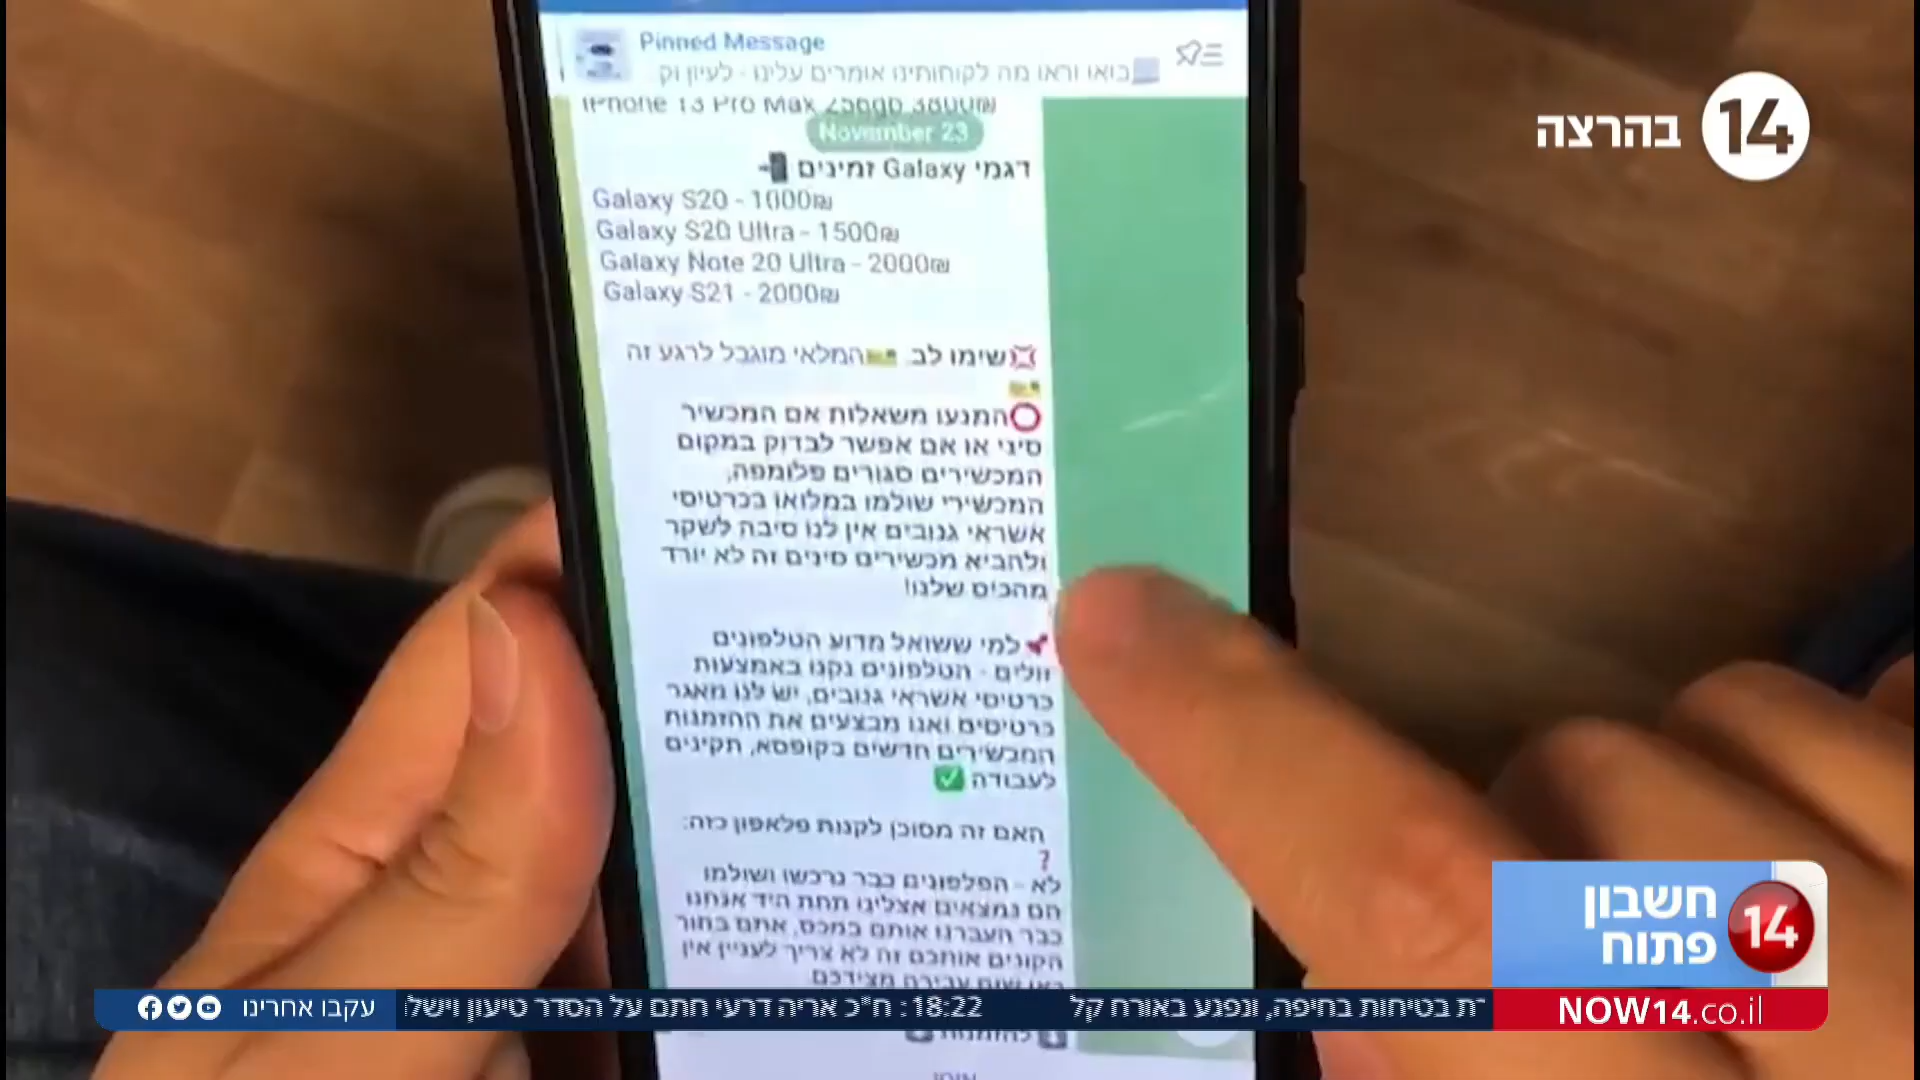 Pinned Message
בואו וראו מה לקוחותינו אומרים עלינו - לעיון וק
iPhone 13 Pro Max 256gb 3800₪
November 23
דגמי Galaxy זמינים
Galaxy S20 - 1000₪
Galaxy S20 Ultra - 1500₪
Galaxy Note 20 Ultra - 2000₪
Galaxy S21 - 2000₪
שימו לב המלאי מוגבל לרגע זה
המנעו משאלות אם המכשיר
סיני או אם אפשר לבדוק במקום
המכשירים סגורים פלומפה,
המכשירי שולמו במלואו בכרטיסי
אשראי גנובים אין לנו סיבה לשקר
ולהביא מכשירים סינים זה לא יורד
מהכיס שלנו!
למי ששואל מדוע הטלפונים
זולים - הטלפונים נקנו באמצעות
כרטיסי אשראי גנובים, יש לנו מאגר
כרטיסים ואנו מבצעים את ההזמנות
המכשירים חדשים בקופסא, תקינים
לעבודה
האם זה מסוכן לקנות פלאפון כזה:
?
לא - הפלפונים כבר נרכשו ושולמו
הם נמצאים אצלינו תחת היד אנחנו
כבר העברנו אותם במכס, אתם בתור
הקונים אותכם זה לא צריך לעניין אין
כאן שום עבירה מצידכם
להזמנות
14 בהרצה
חשבון
פתוח
14
NOW14.co.il
ת בטיחות בחיפה, ונפגע באורח קל 18:22: ח"כ אריה דרעי חתם על הסדר טיעון וישל
עקבו אחרינו